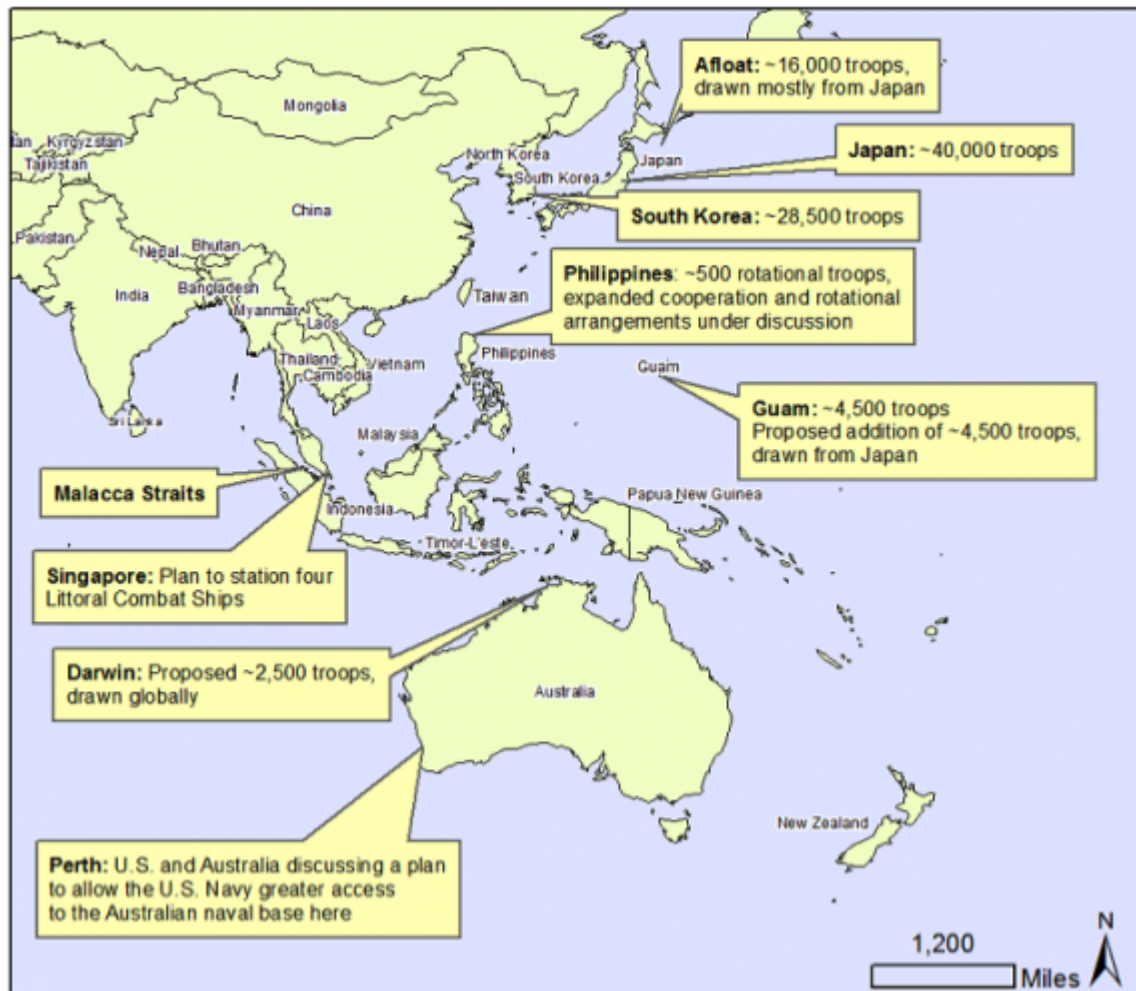 Afloat: ~16,000 troops,
drawn mostly from Japan
Mongolia
Kyrgyzstan
Tajikistan
North Korea
Japan
Japan: ~40,000 troops
South Korea
South Korea: ~28,500 troops
China
Pakistan
Nepal
Bhutan
Philippines: ~500 rotational troops,
expanded cooperation and rotational
arrangements under discussion
India
Bangladesh
Myanmar
Taiwan
Laos
Thailand
Vietnam
Cambodia
Philippines
Guam
Sri Lanka
Guam: ~4,500 troops
Proposed addition of ~4,500 troops,
drawn from Japan
Malaysia
Malacca Straits
Indonesia
Papua New Guinea
Timor-L'este
Singapore: Plan to station four
Littoral Combat Ships
Darwin: Proposed ~2,500 troops,
drawn globally
Australia
New Zealand
Perth: U.S. and Australia discussing a plan
to allow the U.S. Navy greater access
to the Australian naval base here
N
1,200
Miles